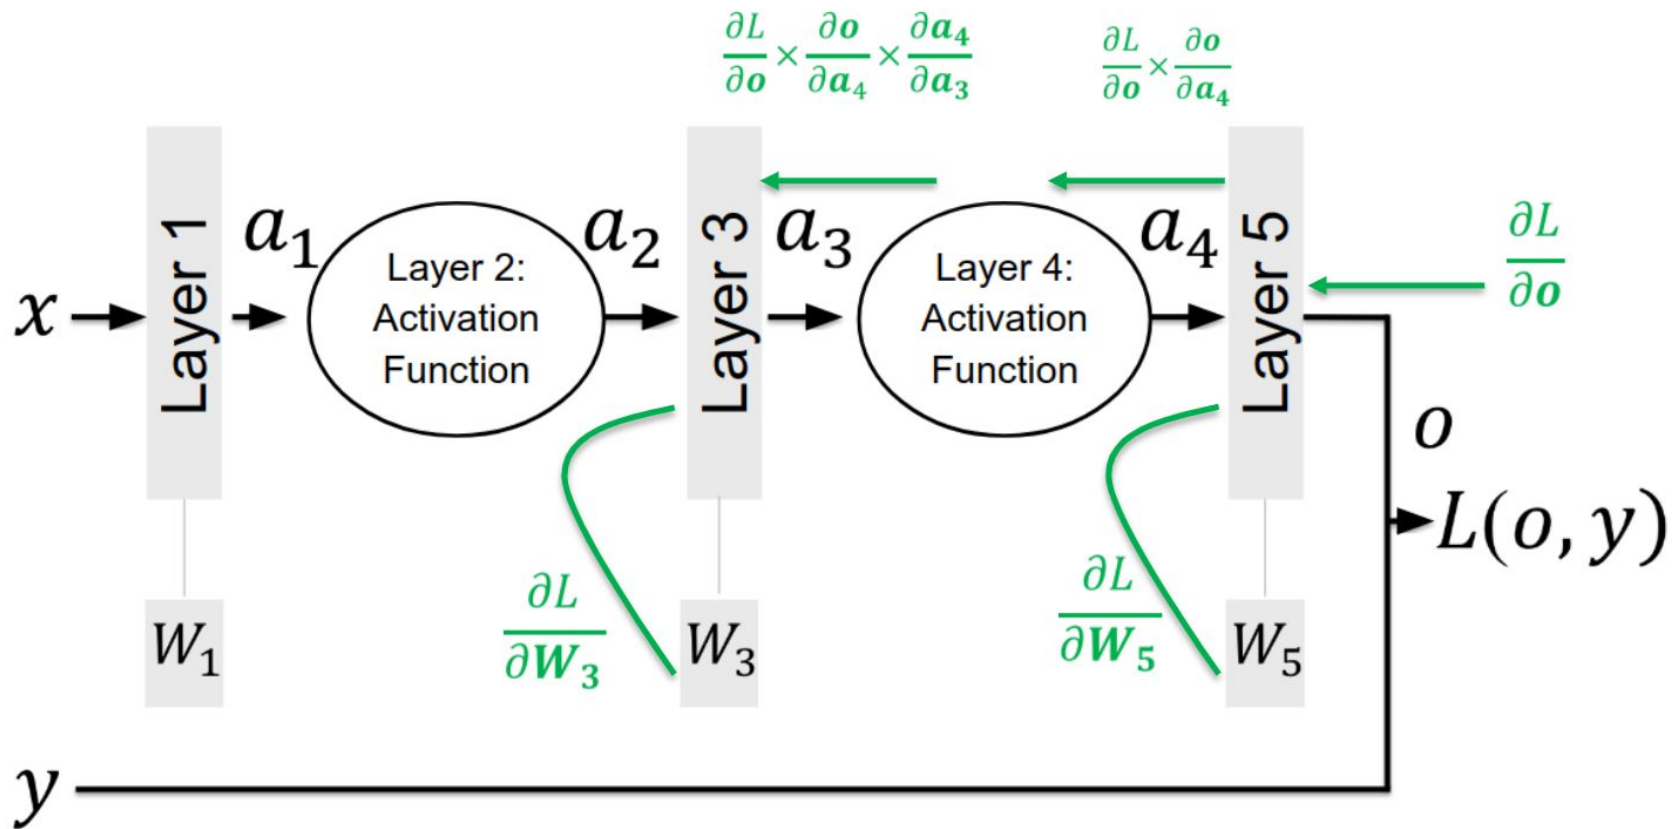 ∂L/∂o × ∂o/∂a₄ × ∂a₄/∂a₃
∂L/∂o × ∂o/∂a₄
∂L/∂o
x
Layer 1
a₁
Layer 2:
Activation
Function
a₂
Layer 3
a₃
Layer 4:
Activation
Function
a₄
Layer 5
o
L(o, y)
∂L/∂W₃
∂L/∂W₅
W₁
W₃
W₅
y